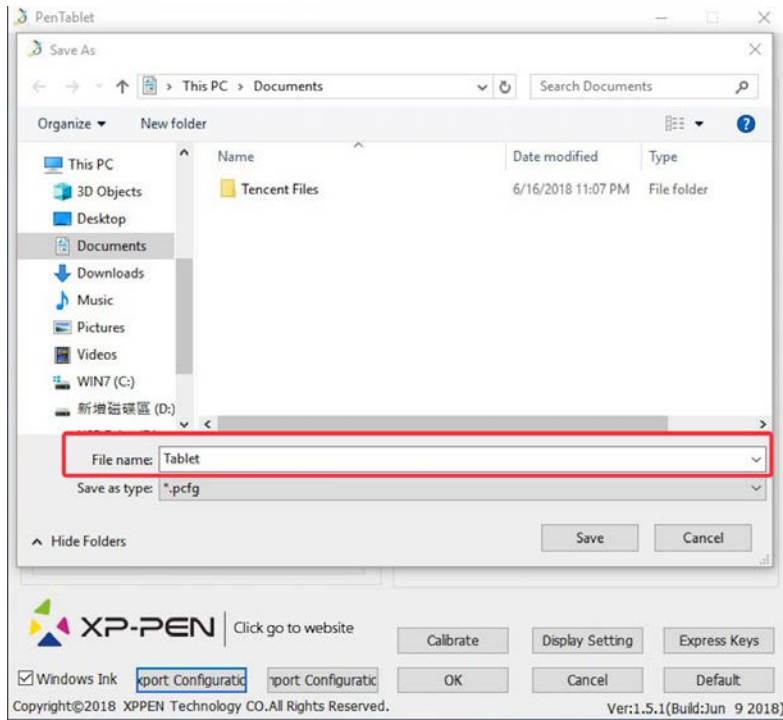 PenTablet
Save As
This PC > Documents
Search Documents
Organize
New folder
Name
Date modified
Type
This PC
3D Objects
Desktop
Documents
Downloads
Music
Pictures
Videos
WIN7 (C:)
新增磁碟區 (D:)
Tencent Files
6/16/2018 11:07 PM
File folder
File name:
Tablet
Save as type:
*.pcfg
Hide Folders
Save
Cancel
XP-PEN
Click go to website
Calibrate
Display Setting
Express Keys
Windows Ink
xport Configuratic
nport Configuratic
OK
Cancel
Default
Copyright©2018 XPPEN Technology CO.All Rights Reserved.
Ver:1.5.1(Build:Jun 9 2018)